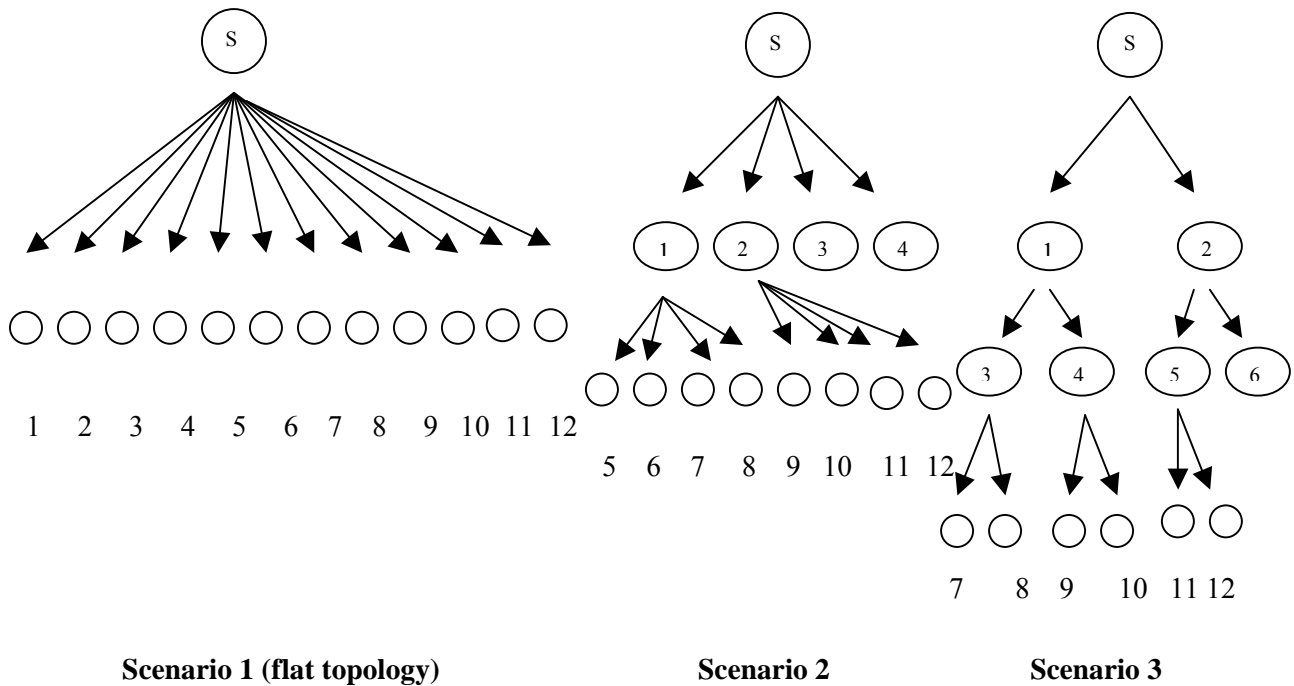 S
S
S
1 2 3 4
1 2
3 4 5 6
1 2 3 4 5 6 7 8 9 10 11 12
5 6 7 8 9 10 11 12
7 8 9 10 11 12
Scenario 1 (flat topology)
Scenario 2
Scenario 3